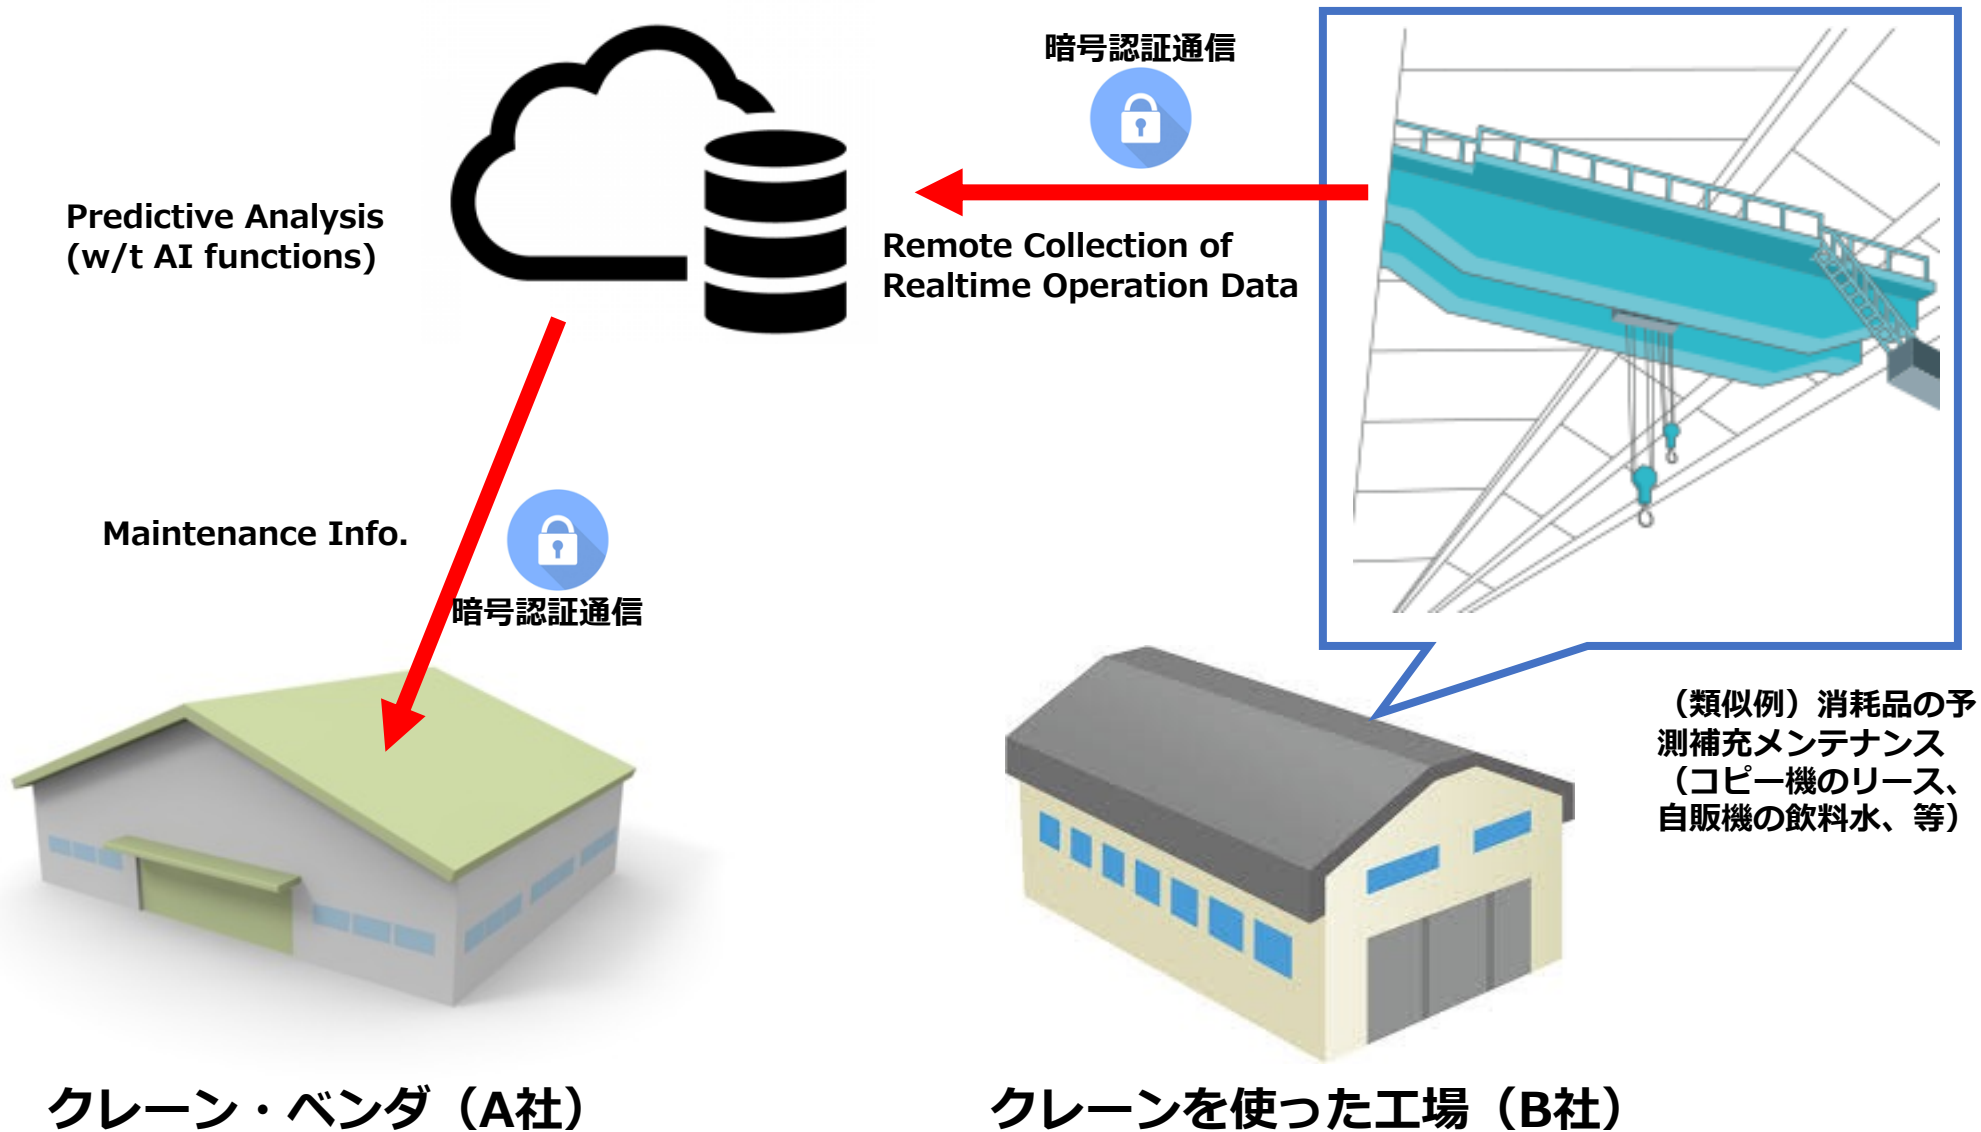 暗号認証通信
Predictive Analysis
(w/t AI functions)
Remote Collection of
Realtime Operation Data
Maintenance Info.
暗号認証通信
（類似例）消耗品の予
測補充メンテナンス
（コピー機のリース、
自販機の飲料水、等）
クレーン・ベンダ（A社）
クレーンを使った工場（B社）